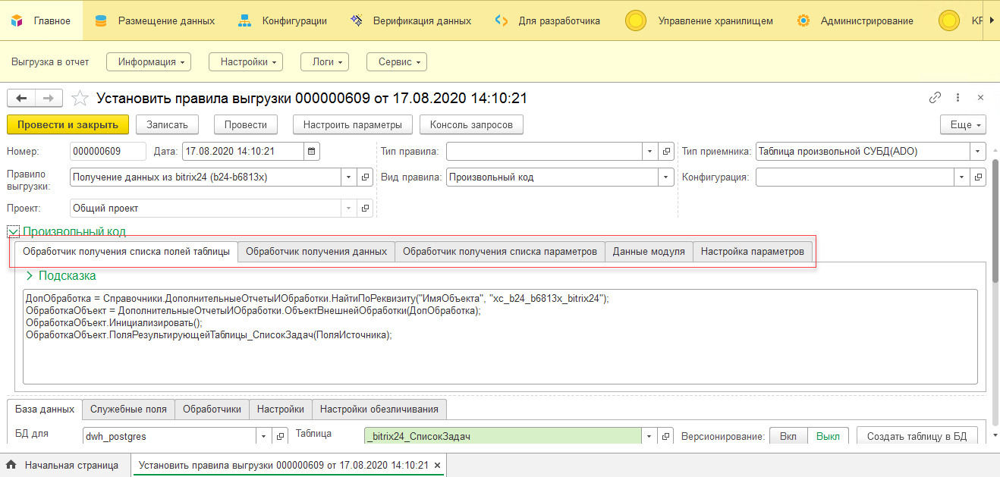 Главное Размещение данных Конфигурации Верификация данных Для разработчика Управление хранилищем Администрирование
Выгрузка в отчет Информация Настройки Логи Сервис
Установить правила выгрузки 000000609 от 17.08.2020 14:10:21
Провести и закрыть Записать Провести Настроить параметры Консоль запросов Еще
Номер: 000000609 Дата: 17.08.2020 14:10:21 Тип правила: Тип приемника: Таблица произвольной СУБД(ADO)
Правило выгрузки: Получение данных из bitrix24 (b24-b6813x) Вид правила: Произвольный код Конфигурация:
Проект: Общий проект
Произвольный код
Обработчик получения списка полей таблицы Обработчик получения данных Обработчик получения списка параметров Данные модуля Настройка параметров
Подсказка
ДопОбработка = Справочники.ДополнительныеОтчетыИОбработки.НайтиПоРеквизиту("ИмяОбъекта", "xc_b24_b6813x_bitrix24");
ОбработкаОбъект = ДополнительныеОтчетыИОбработки.ОбъектВнешнейОбработки(ДопОбработка);
ОбработкаОбъект.Инициализировать();
ОбработкаОбъект.ПоляРезультирующейТаблицы_СписокЗадач(ПоляИсточника);
База данных Служебные поля Обработчики Настройки Настройки обезличивания
БД для dwh_postgres Таблица _bitrix24_СписокЗадач Версионирование: Вкл Выкл Создать таблицу в БД
Начальная страница Установить правила выгрузки 000000609 от 17.08.2020 14:10:21